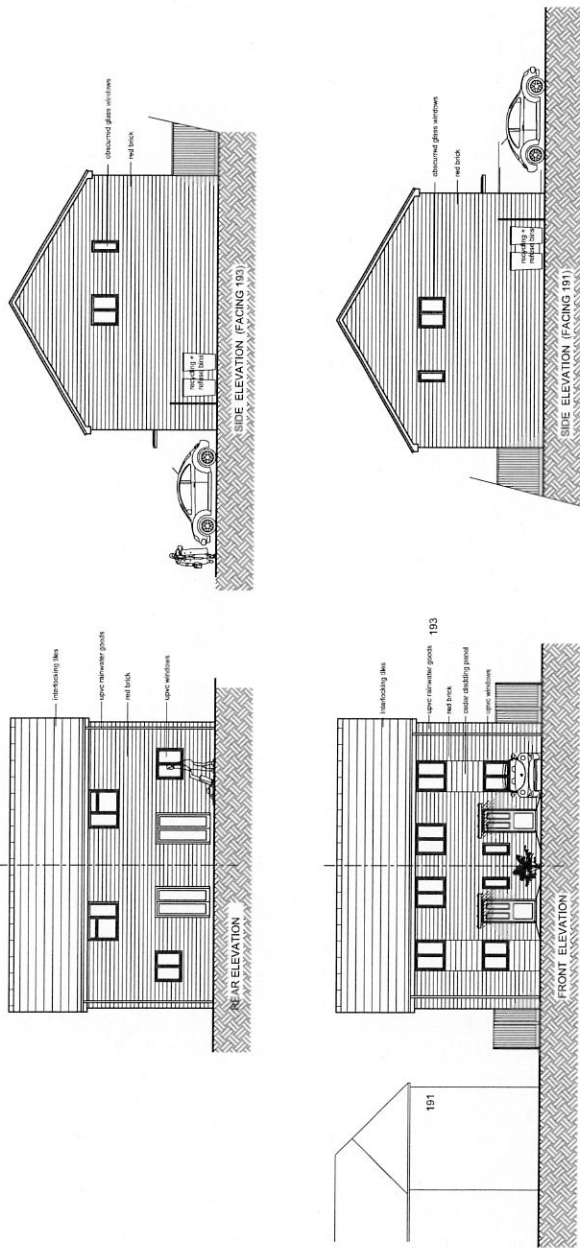 interlocking tiles
upvc rainwater goods
red brick
upvc windows
REAR ELEVATION
obscurred glass windows
red brick
recycling +
refuse bins
SIDE ELEVATION (FACING 193)
191
interlocking tiles
193
upvc rainwater goods
red brick
cedar cladding panel
upvc windows
FRONT ELEVATION
obscurred glass windows
red brick
recycling +
refuse bins
SIDE ELEVATION (FACING 191)